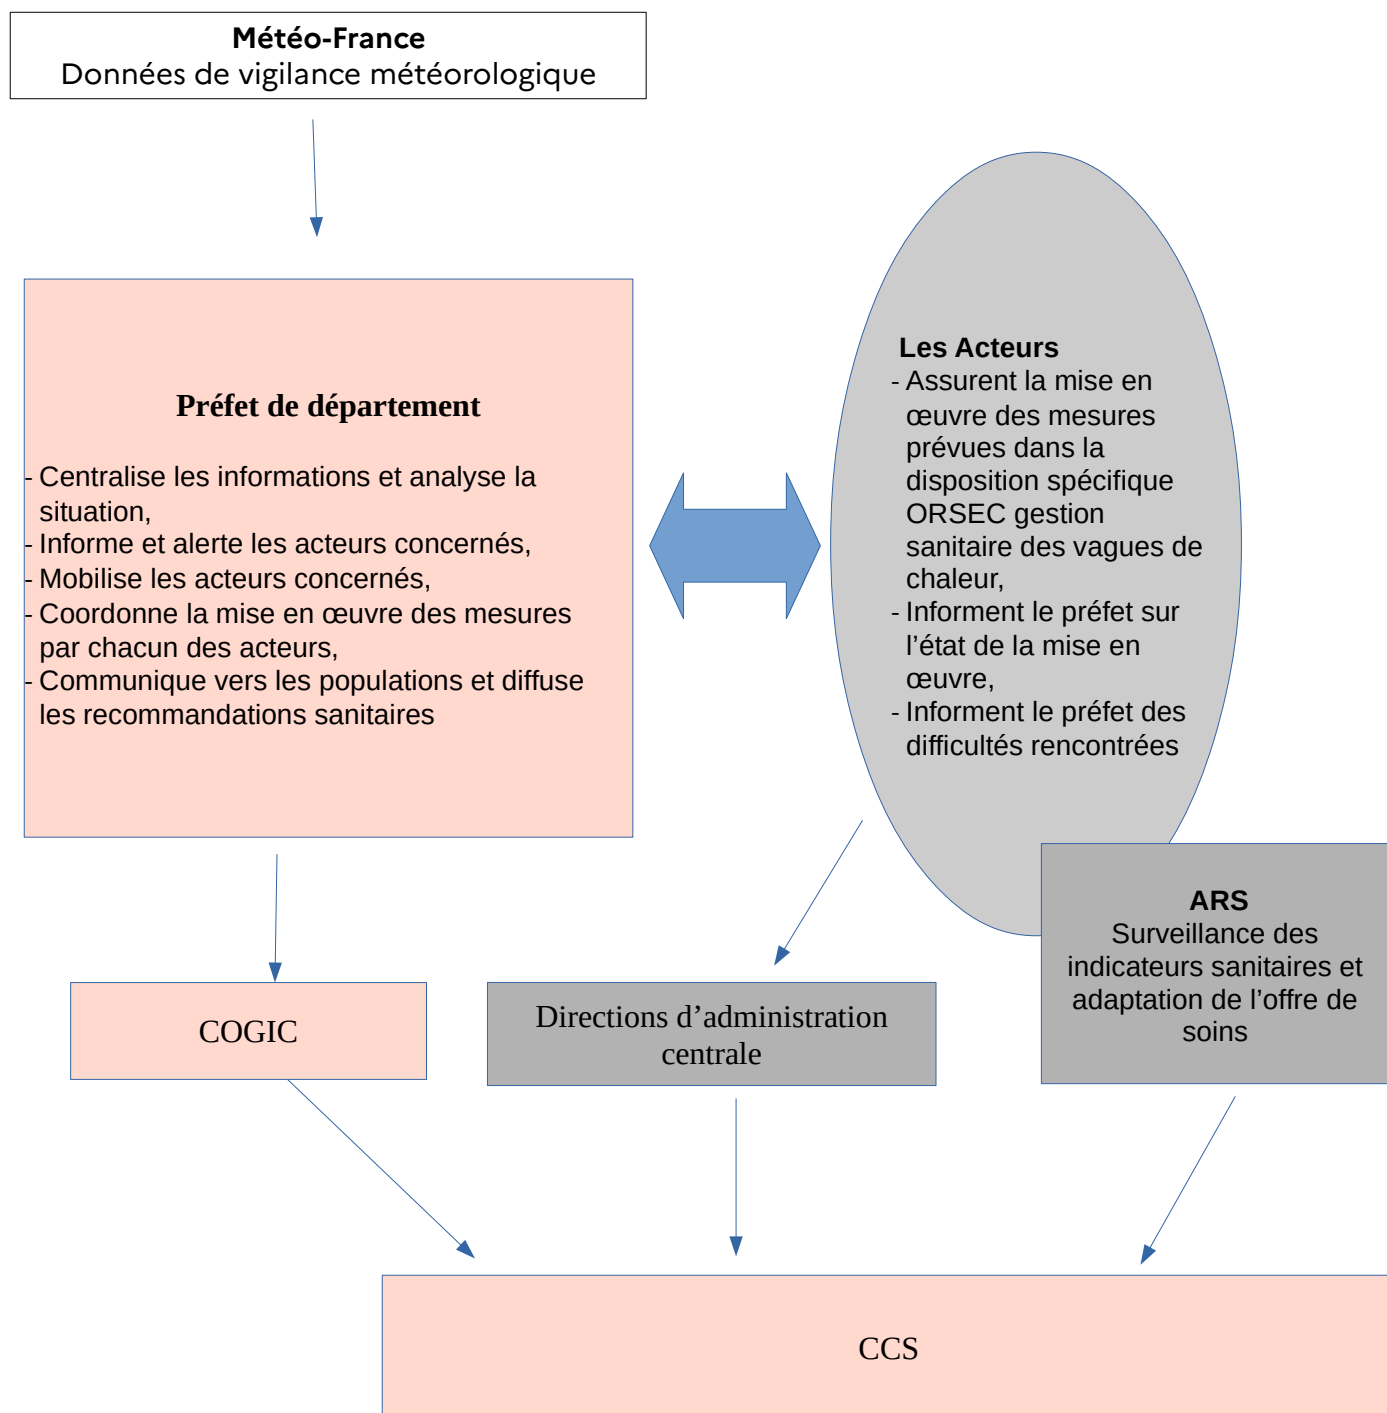 Météo-France
Données de vigilance météorologique
Préfet de département
- Centralise les informations et analyse la
situation,
- Informe et alerte les acteurs concernés,
- Mobilise les acteurs concernés,
- Coordonne la mise en œuvre des mesures
par chacun des acteurs,
- Communique vers les populations et diffuse
les recommandations sanitaires
Les Acteurs
- Assurent la mise en
œuvre des mesures
prévues dans la
disposition spécifique
ORSEC gestion
sanitaire des vagues de
chaleur,
- Informent le préfet sur
l’état de la mise en
œuvre,
- Informent le préfet des
difficultés rencontrées
ARS
Surveillance des
indicateurs sanitaires et
adaptation de l’offre de
soins
COGIC
Directions d’administration
centrale
CCS